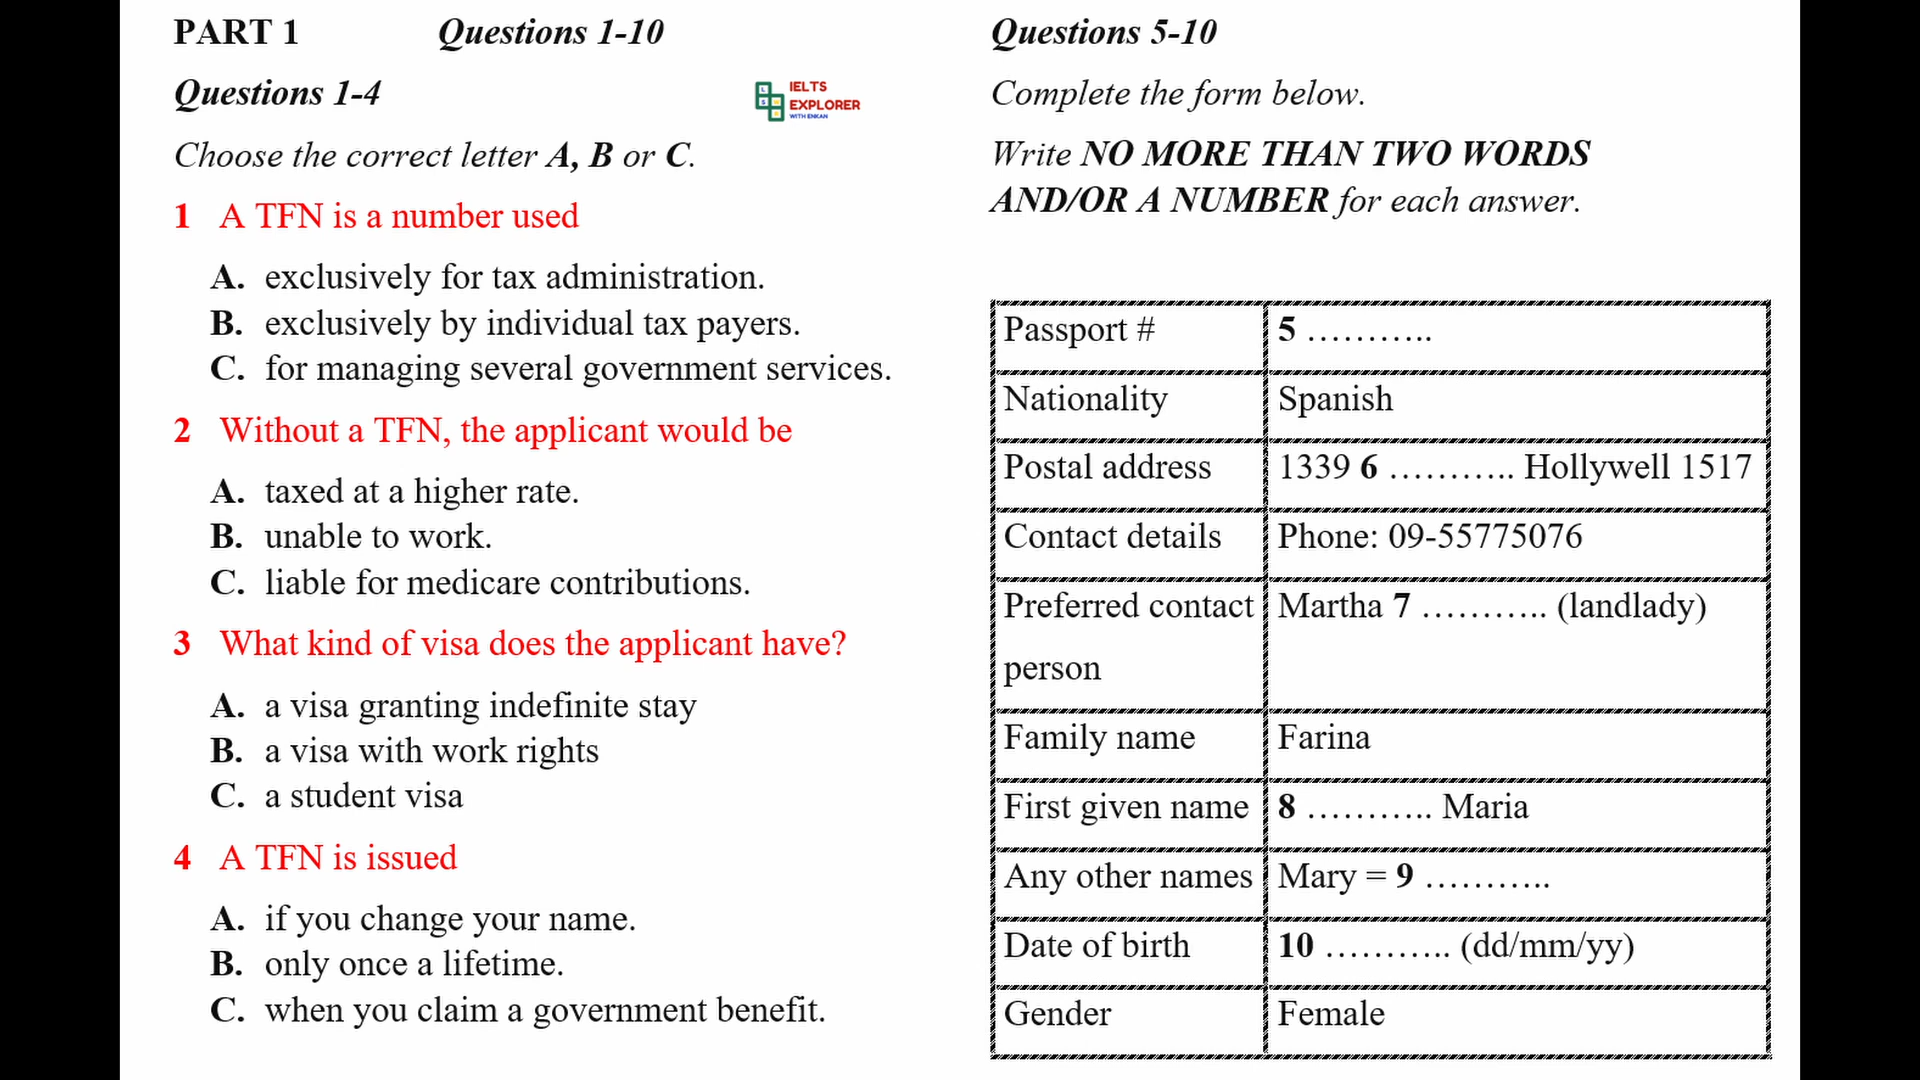 PART 1 Questions 1-10
Questions 1-4
IELTS
EXPLORER
WITH ENKAN
Choose the correct letter A, B or C.
1 A TFN is a number used
A. exclusively for tax administration.
B. exclusively by individual tax payers.
C. for managing several government services.
2 Without a TFN, the applicant would be
A. taxed at a higher rate.
B. unable to work.
C. liable for medicare contributions.
3 What kind of visa does the applicant have?
A. a visa granting indefinite stay
B. a visa with work rights
C. a student visa
4 A TFN is issued
A. if you change your name.
B. only once a lifetime.
C. when you claim a government benefit.
Questions 5-10
Complete the form below.
Write NO MORE THAN TWO WORDS
AND/OR A NUMBER for each answer.
Passport # 5 ………..
Nationality Spanish
Postal address 1339 6 ……….. Hollywell 1517
Contact details Phone: 09-55775076
Preferred contact Martha 7 ……….. (landlady)
person
Family name Farina
First given name 8 ……….. Maria
Any other names Mary = 9 ………..
Date of birth 10 ……….. (dd/mm/yy)
Gender Female